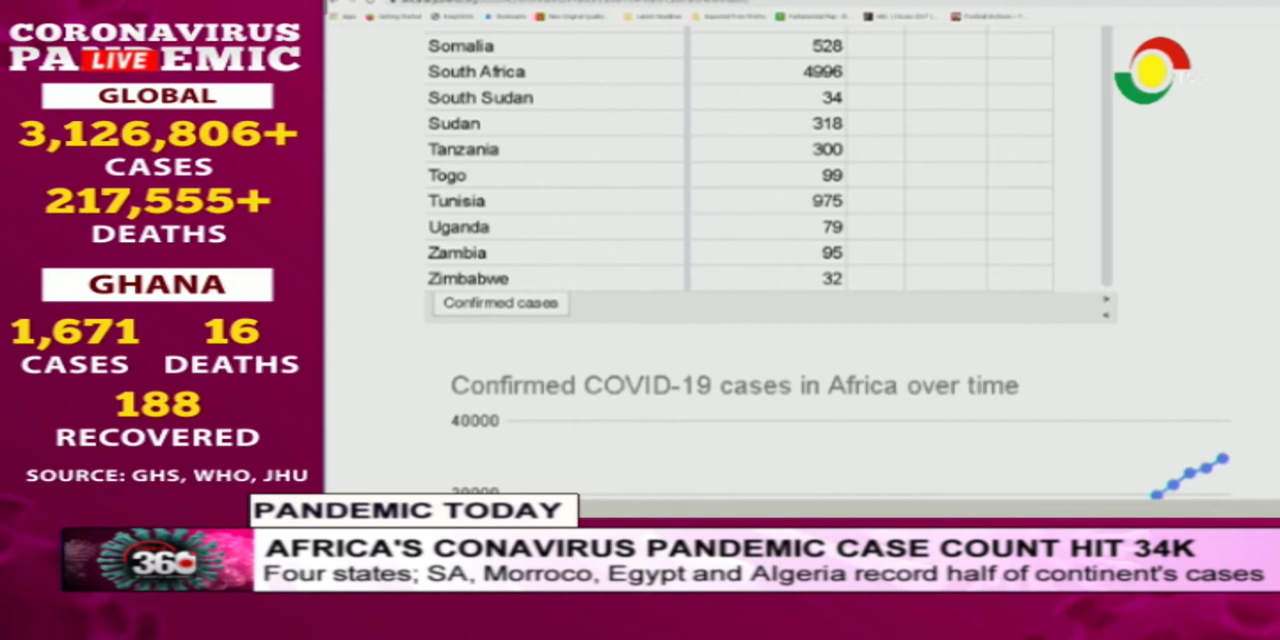 CORONAVIRUS
PANDEMIC
LIVE
GLOBAL
3,126,806+
CASES
217,555+
DEATHS
GHANA
1,671 16
CASES DEATHS
188
RECOVERED
SOURCE: GHS, WHO, JHU
Somalia 528
South Africa 4996
South Sudan 34
Sudan 318
Tanzania 300
Togo 99
Tunisia 975
Uganda 79
Zambia 95
Zimbabwe 32
Confirmed cases
Confirmed COVID-19 cases in Africa over time
40000
30000
PANDEMIC TODAY
360
AFRICA'S CONAVIRUS PANDEMIC CASE COUNT HIT 34K
Four states; SA, Morroco, Egypt and Algeria record half of continent's cases